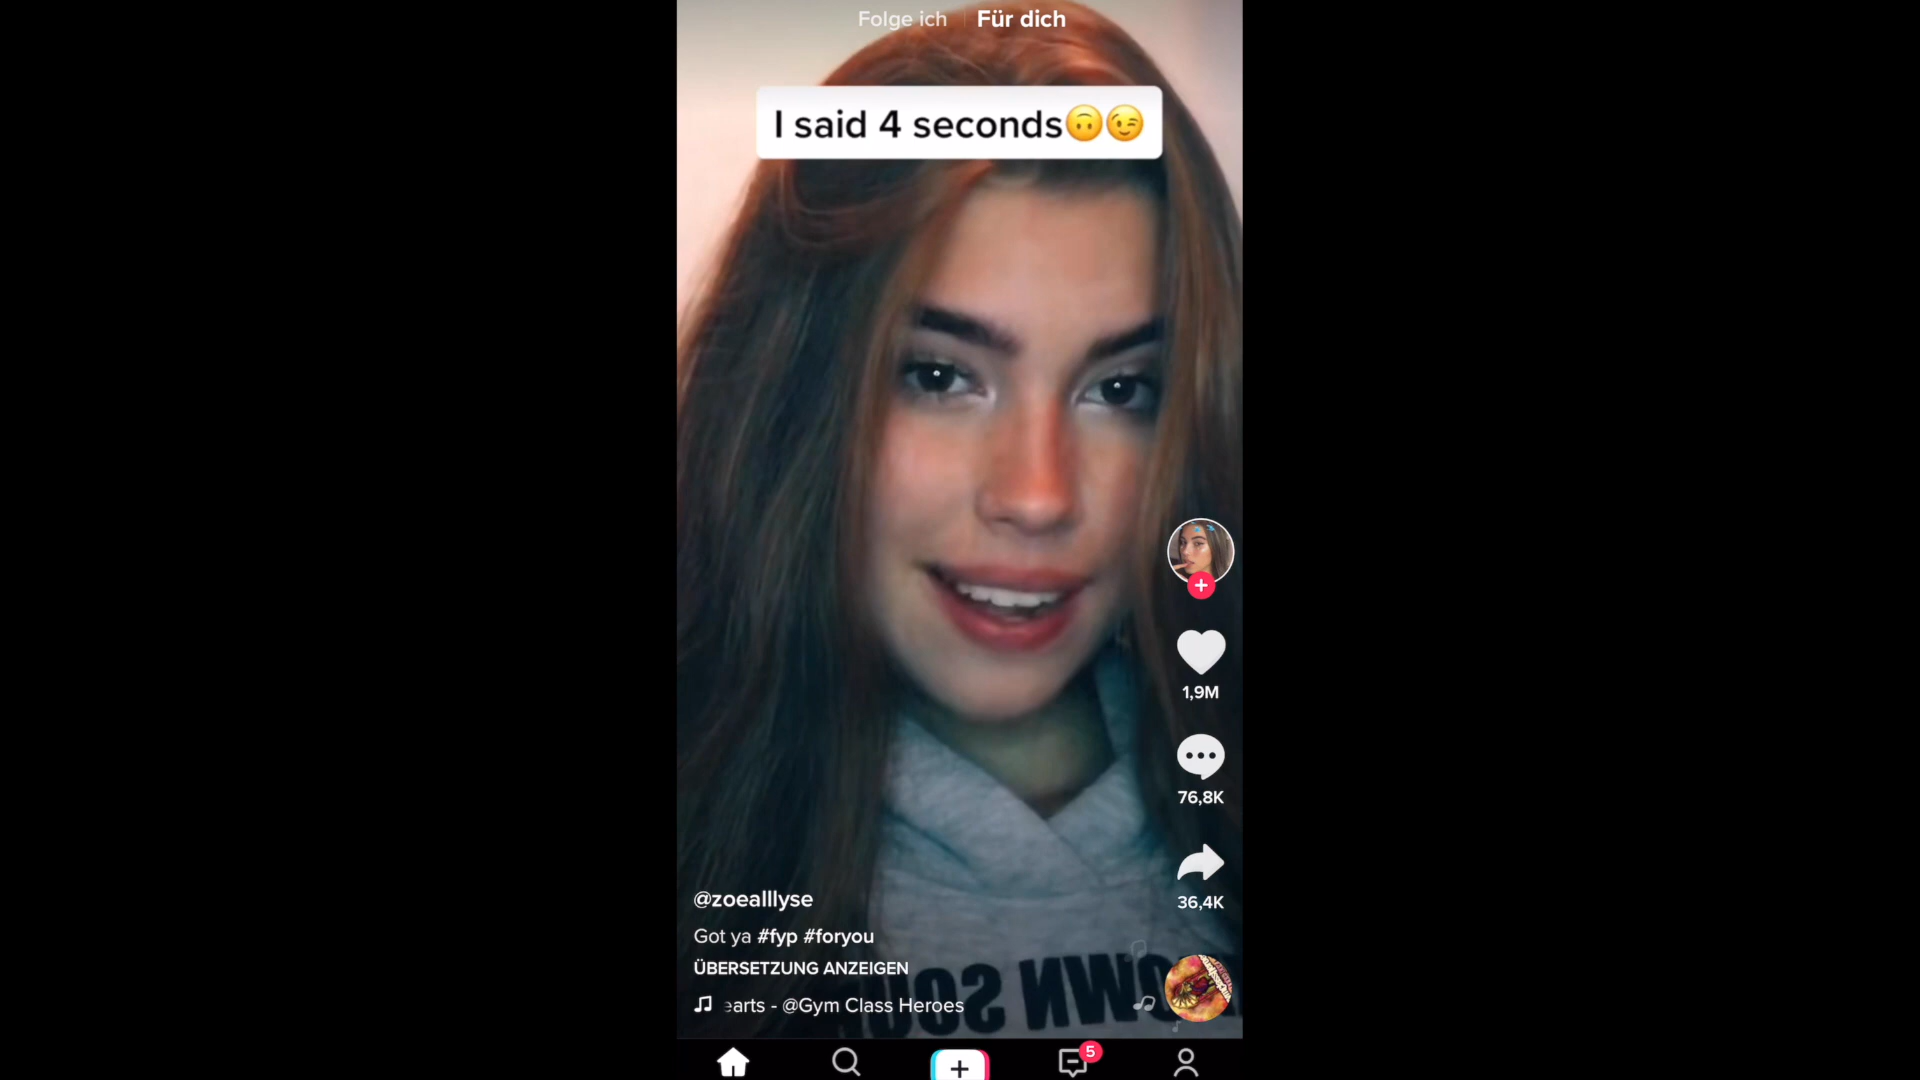 Folge ich
Für dich
I said 4 seconds🙃😉
1,9M
76,8K
36,4K
@zoealllyse
Got ya #fyp #foryou
ÜBERSETZUNG ANZEIGEN
earts - @Gym Class Heroes
5